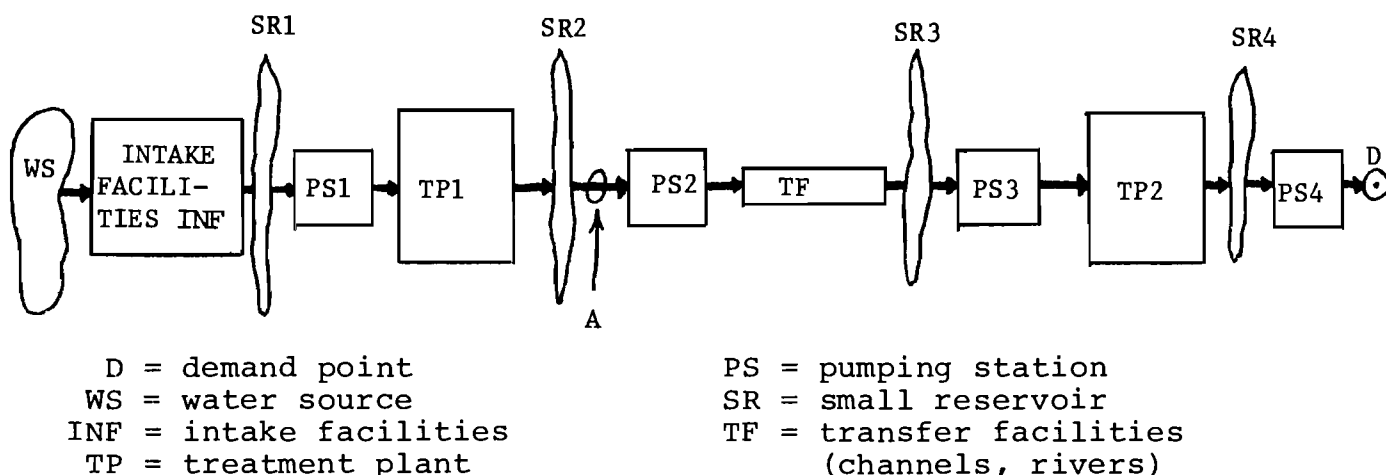 SR1
SR2
SR3
SR4
WS
INTAKE
FACILI-
TIES INF
PS1
TP1
PS2
TF
PS3
TP2
PS4
D
A
D = demand point
WS = water source
INF = intake facilities
TP = treatment plant
PS = pumping station
SR = small reservoir
TF = transfer facilities
(channels, rivers)